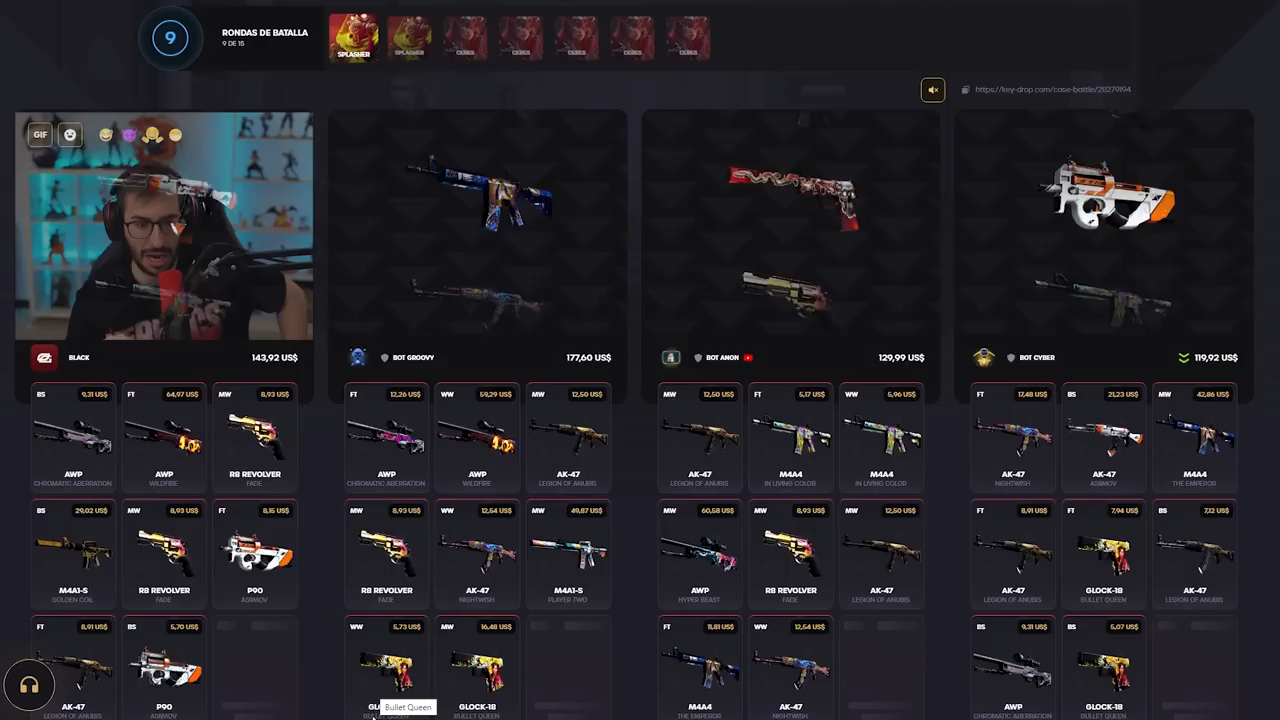 9
RONDAS DE BATALLA
9 DE 15
SPLASHER
SPLASHER
CERES
CERES
CERES
CERES
CERES
https://key-drop.com/case-battle/28279194
GIF
BLACK
143,92 US$
BOT GROOVY
177,60 US$
BOT ANON
129,99 US$
BOT CYBER
119,92 US$
BS 9,31 US$
FT 64,97 US$
MW 8,93 US$
FT 12,26 US$
WW 59,29 US$
MW 12,50 US$
MW 12,50 US$
FT 5,17 US$
WW 5,96 US$
FT 17,48 US$
BS 21,23 US$
MW 42,86 US$
AWP
AWP
R8 REVOLVER
AWP
AWP
AK-47
AK-47
M4A4
M4A4
AK-47
AK-47
M4A4
CHROMATIC ABERRATION
WILDFIRE
FADE
CHROMATIC ABERRATION
WILDFIRE
LEGION OF ANUBIS
LEGION OF ANUBIS
IN LIVING COLOR
IN LIVING COLOR
NIGHTWISH
ASIIMOV
THE EMPEROR
BS 29,02 US$
MW 8,93 US$
FT 8,15 US$
MW 8,93 US$
WW 12,54 US$
MW 49,87 US$
MW 60,58 US$
MW 8,93 US$
MW 12,50 US$
FT 8,91 US$
FT 7,94 US$
BS 7,12 US$
M4A1-S
R8 REVOLVER
P90
R8 REVOLVER
AK-47
M4A1-S
AWP
R8 REVOLVER
AK-47
AK-47
GLOCK-18
AK-47
GOLDEN COIL
FADE
ASIIMOV
FADE
NIGHTWISH
PLAYER TWO
HYPER BEAST
FADE
LEGION OF ANUBIS
LEGION OF ANUBIS
BULLET QUEEN
LEGION OF ANUBIS
FT 8,91 US$
BS 5,70 US$
WW 5,73 US$
MW 16,48 US$
FT 11,81 US$
WW 12,54 US$
BS 9,31 US$
BS 5,07 US$
AK-47
P90
Bullet Queen
GLOCK-18
M4A4
AK-47
AWP
GLOCK-18
LEGION OF ANUBIS
ASIIMOV
BULLET QUEEN
THE EMPEROR
NIGHTWISH
CHROMATIC ABERRATION
BULLET QUEEN